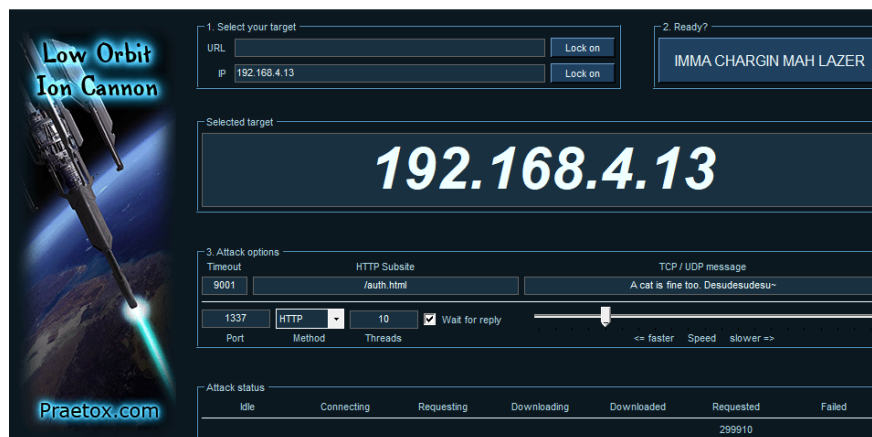 Low Orbit
Ion Cannon
Praetox.com
1. Select your target
URL Lock on
IP 192.168.4.13 Lock on
2. Ready?
IMMA CHARGIN MAH LAZER
Selected target
192.168.4.13
3. Attack options
Timeout HTTP Subsite TCP / UDP message
9001 /auth.html A cat is fine too. Desudesudesu~
1337 HTTP 10 Wait for reply
Port Method Threads <= faster Speed slower =>
Attack status
Idle Connecting Requesting Downloading Downloaded Requested Failed
299910